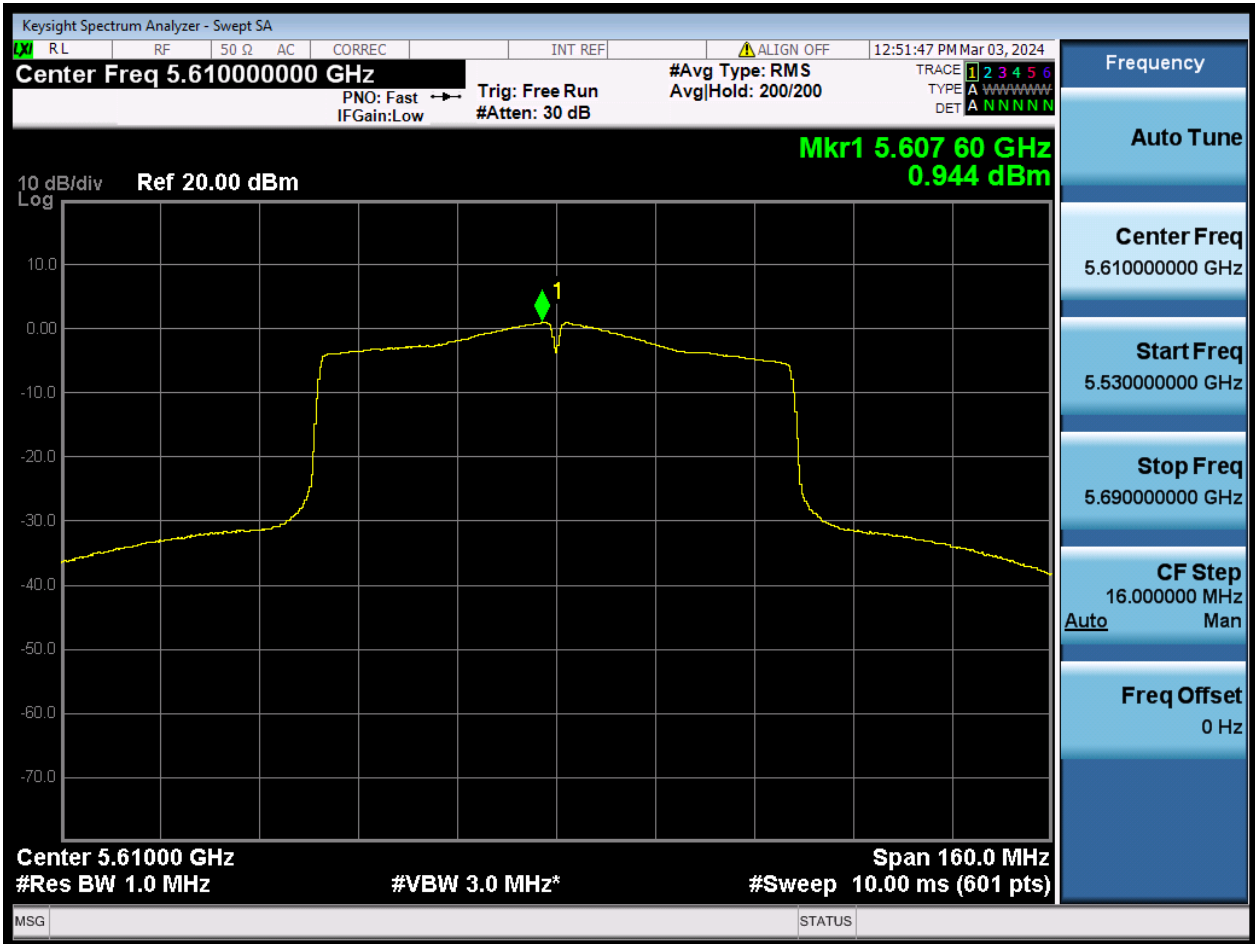 Keysight Spectrum Analyzer - Swept SA
LXI RL RF 50 Ω AC CORREC INT REF ALIGN OFF 12:51:47 PM Mar 03, 2024
Center Freq 5.610000000 GHz
PNO: Fast
IFGain:Low
Trig: Free Run
#Atten: 30 dB
#Avg Type: RMS
Avg|Hold: 200/200
TRACE 1 2 3 4 5 6
TYPE A WWWWW
DET A N N N N N
Mkr1 5.607 60 GHz
0.944 dBm
10 dB/div Ref 20.00 dBm
Log
10.0
0.00
-10.0
-20.0
-30.0
-40.0
-50.0
-60.0
-70.0
1
Center 5.61000 GHz Span 160.0 MHz
#Res BW 1.0 MHz #VBW 3.0 MHz* #Sweep 10.00 ms (601 pts)
MSG STATUS
Frequency
Auto Tune
Center Freq
5.610000000 GHz
Start Freq
5.530000000 GHz
Stop Freq
5.690000000 GHz
CF Step
16.000000 MHz
Auto Man
Freq Offset
0 Hz